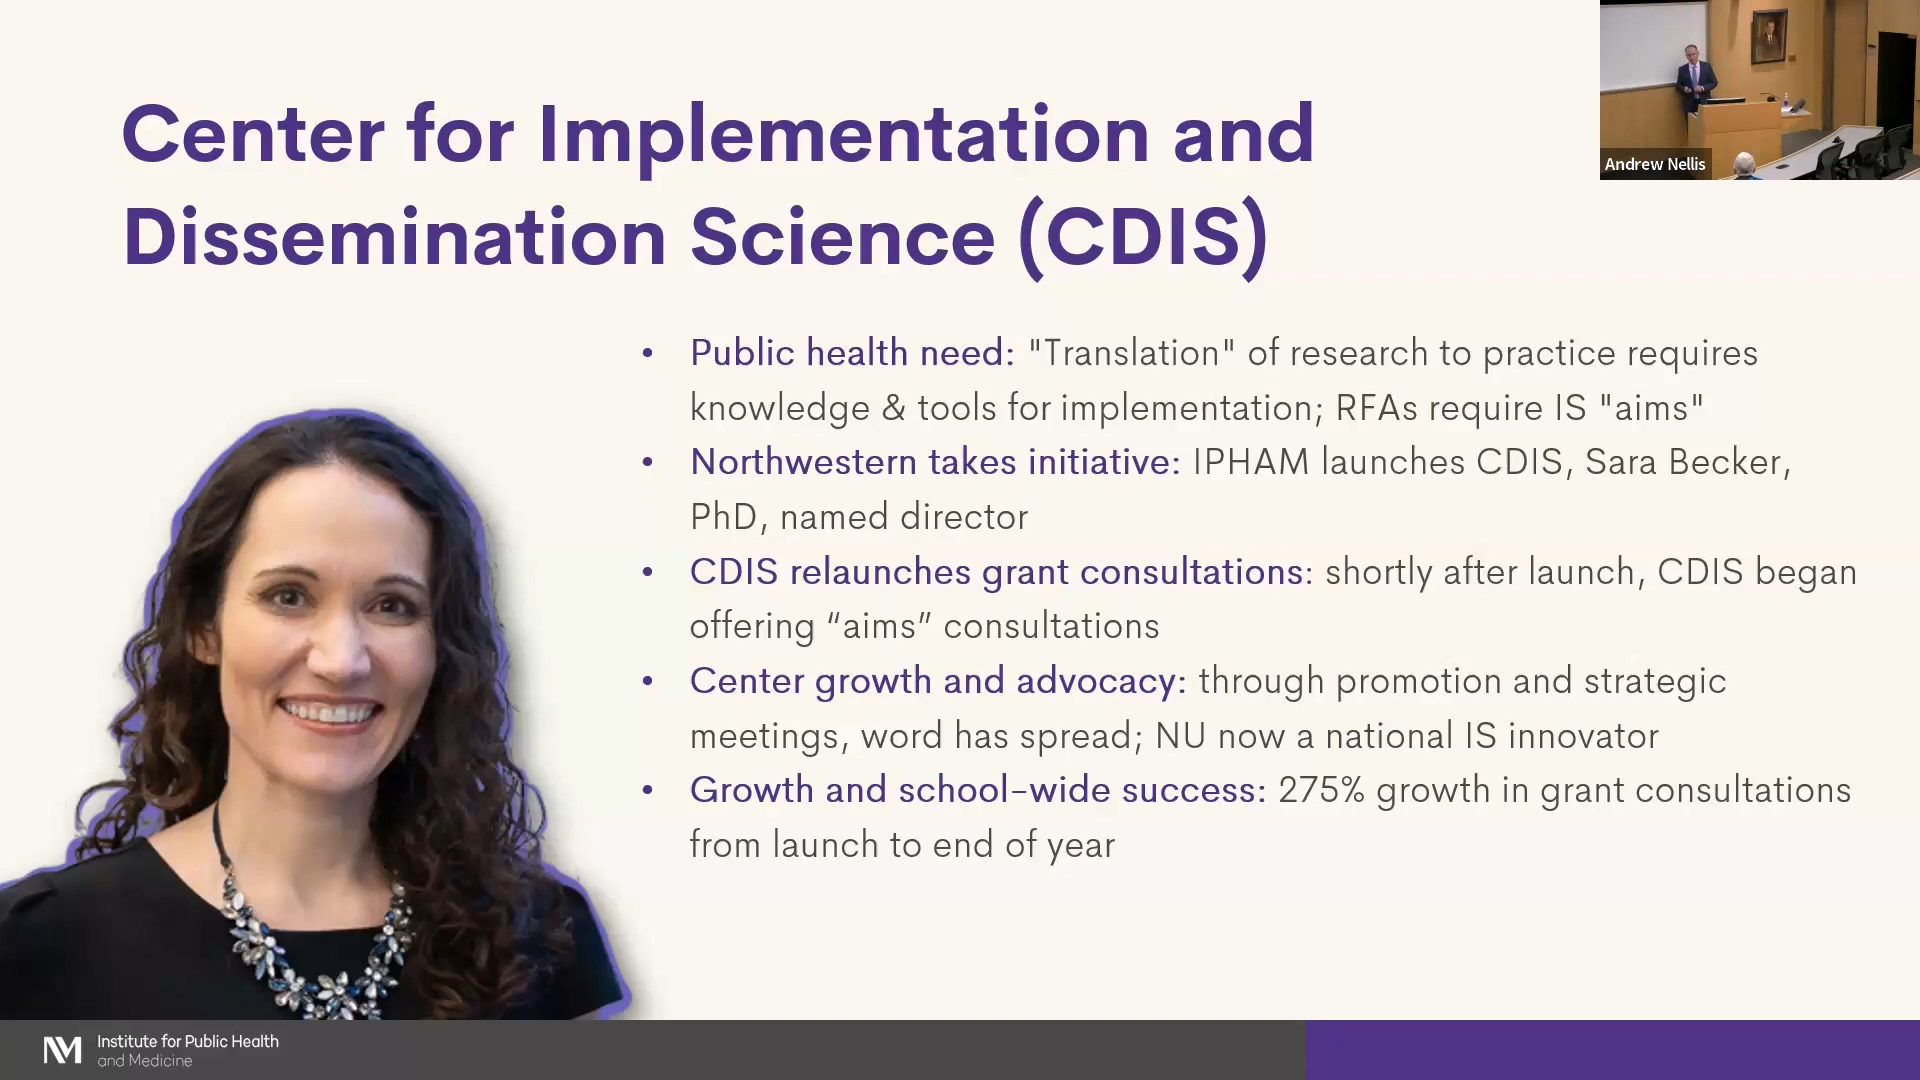 Center for Implementation and
Dissemination Science (CDIS)
Andrew Nellis
• Public health need: "Translation" of research to practice requires
knowledge & tools for implementation; RFAs require IS "aims"
• Northwestern takes initiative: IPHAM launches CDIS, Sara Becker,
PhD, named director
• CDIS relaunches grant consultations: shortly after launch, CDIS began
offering “aims” consultations
• Center growth and advocacy: through promotion and strategic
meetings, word has spread; NU now a national IS innovator
• Growth and school-wide success: 275% growth in grant consultations
from launch to end of year
NM
Institute for Public Health
and Medicine